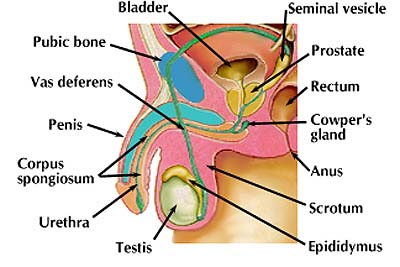 Bladder
Seminal vesicle
Pubic bone
Prostate
Vas deferens
Rectum
Penis
Cowper's
gland
Corpus
spongiosum
Anus
Urethra
Scrotum
Testis
Epididymus